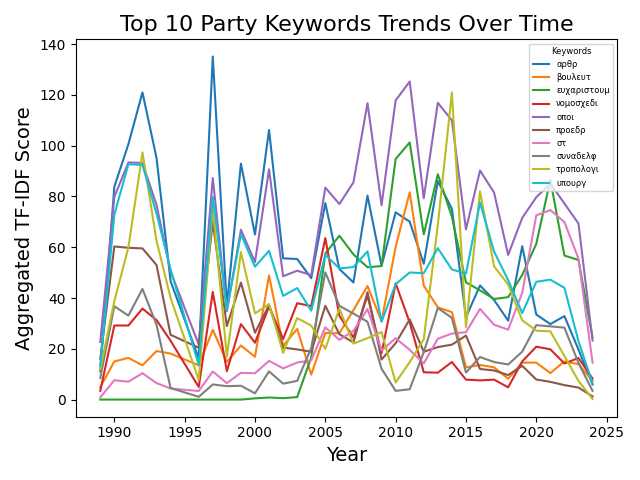 Top 10 Party Keywords Trends Over Time
Aggregated TF-IDF Score
140
120
100
80
60
40
20
0
1990
1995
2000
2005
2010
2015
2020
2025
Year
Keywords
αρθρ
βουλευτ
ευχαριστουμ
νομοσχεδι
οποι
προεδρ
στ
συναδελφ
τροπολογι
υπουργ